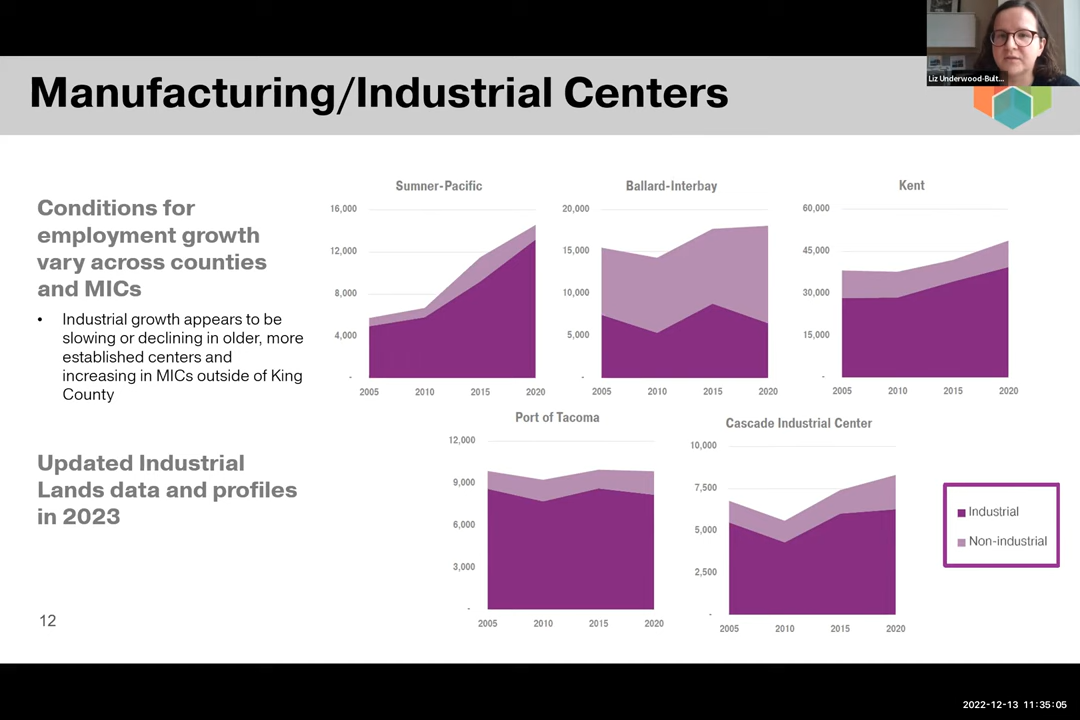 Liz Underwood-Bult...
Manufacturing/Industrial Centers
Conditions for
employment growth
vary across counties
and MICs
• Industrial growth appears to be
slowing or declining in older, more
established centers and
increasing in MICs outside of King
County
Updated Industrial
Lands data and profiles
in 2023
12
Sumner-Pacific
16,000
12,000
8,000
4,000
-
2005 2010 2015 2020
Ballard-Interbay
20,000
15,000
10,000
5,000
-
2005 2010 2015 2020
Kent
60,000
45,000
30,000
15,000
-
2005 2010 2015 2020
Port of Tacoma
12,000
9,000
6,000
3,000
-
2005 2010 2015 2020
Cascade Industrial Center
10,000
7,500
5,000
2,500
-
2005 2010 2015 2020
Industrial
Non-industrial
2022-12-13 11:35:05